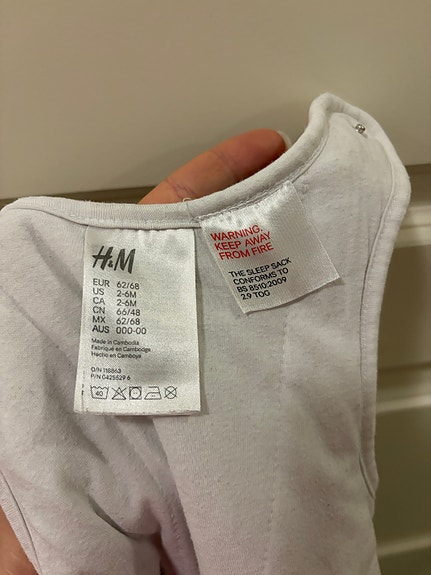 H&M
EUR 62/68
US 2-6M
CA 2-6M
CN 66/48
MX 62/68
AUS 000-00
Made in Cambodia
Fabriqué en Cambodge
Hecho en Camboya
O/N 118863
P/N G425629 6
40
WARNING.
KEEP AWAY
FROM FIRE
THE SLEEP SACK
CONFORMS TO
BS 8510:2009
2.9 TOG